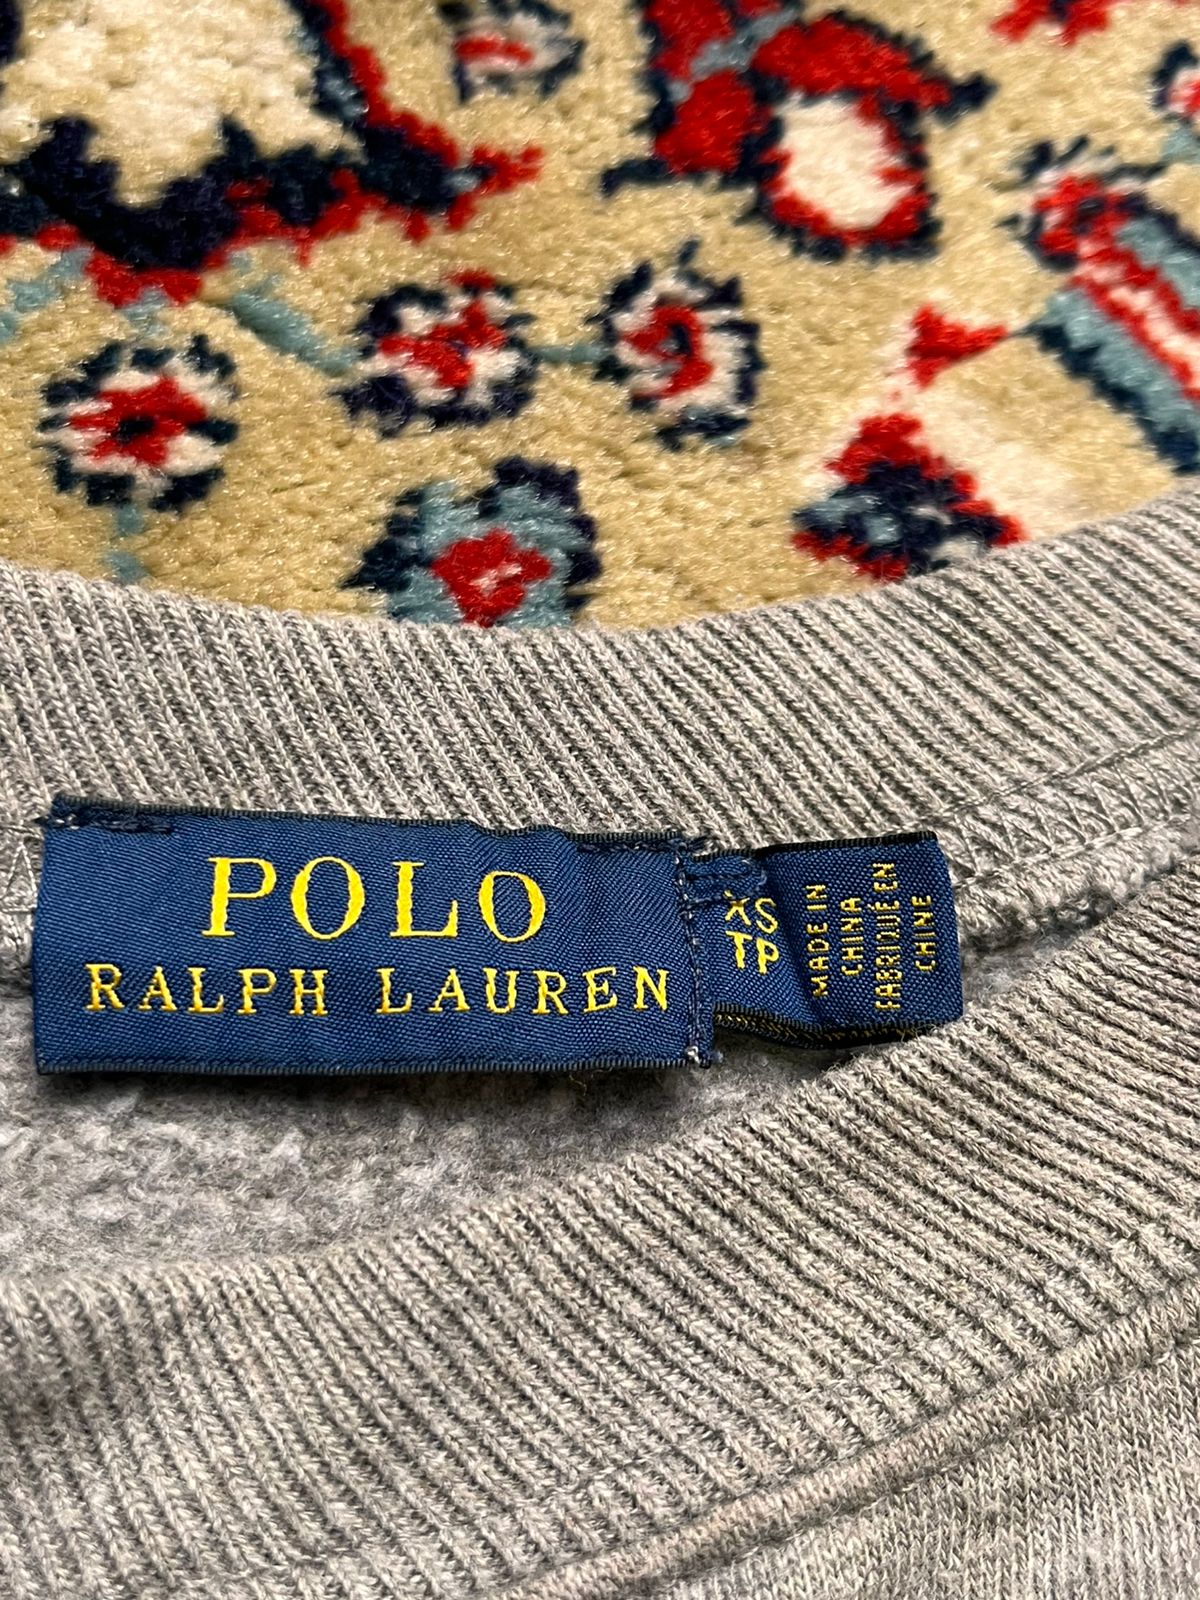 POLO
RALPH LAUREN
XS
TP
MADE IN
CHINA
FABRIQUÉ EN
CHINE